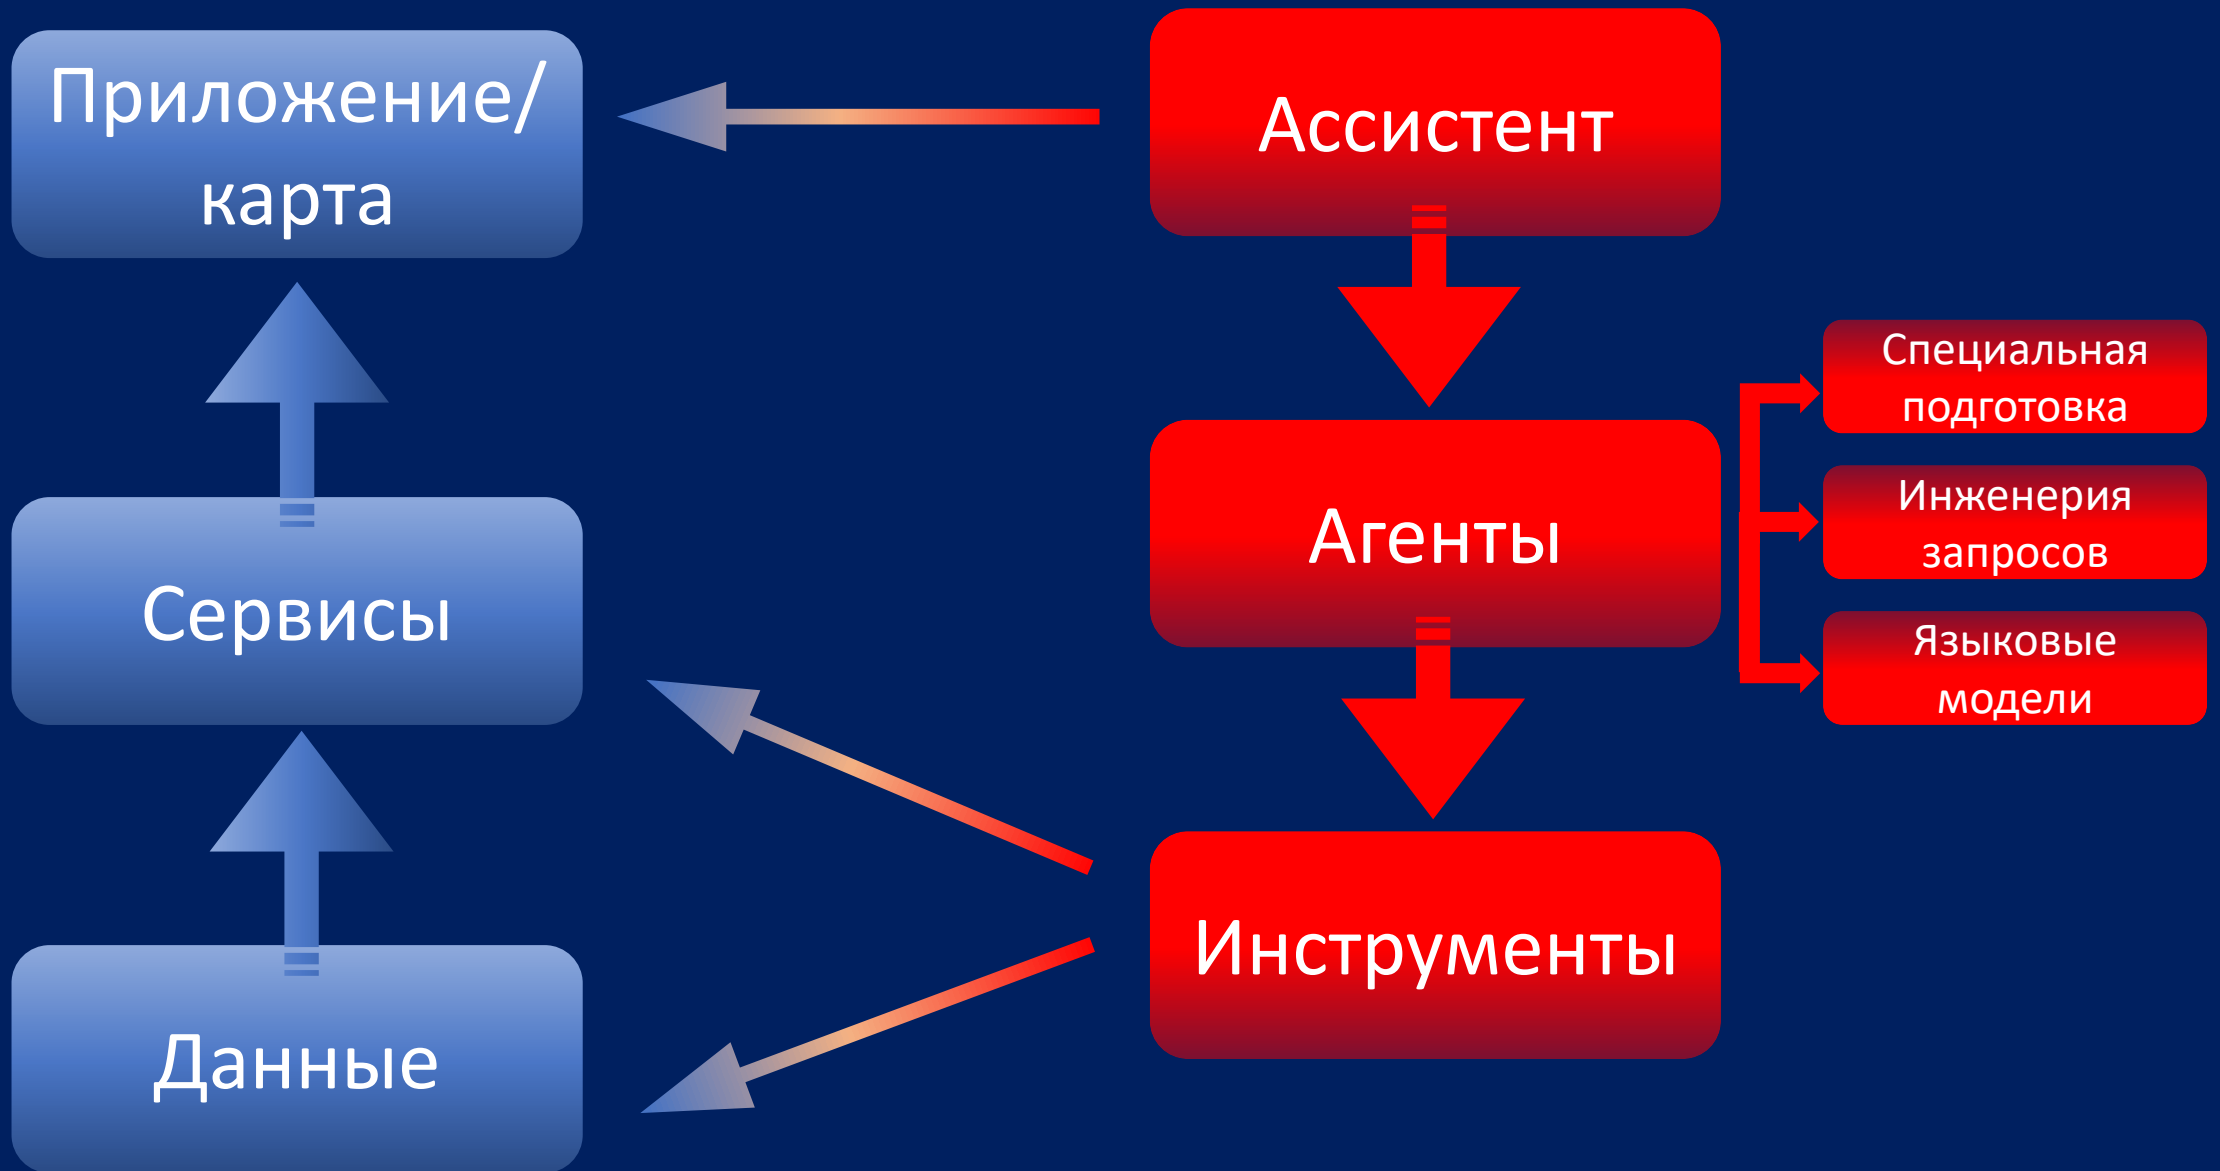 Приложение/
карта
Ассистент
Сервисы
Агенты
Специальная
подготовка
Инженерия
запросов
Языковые
модели
Данные
Инструменты